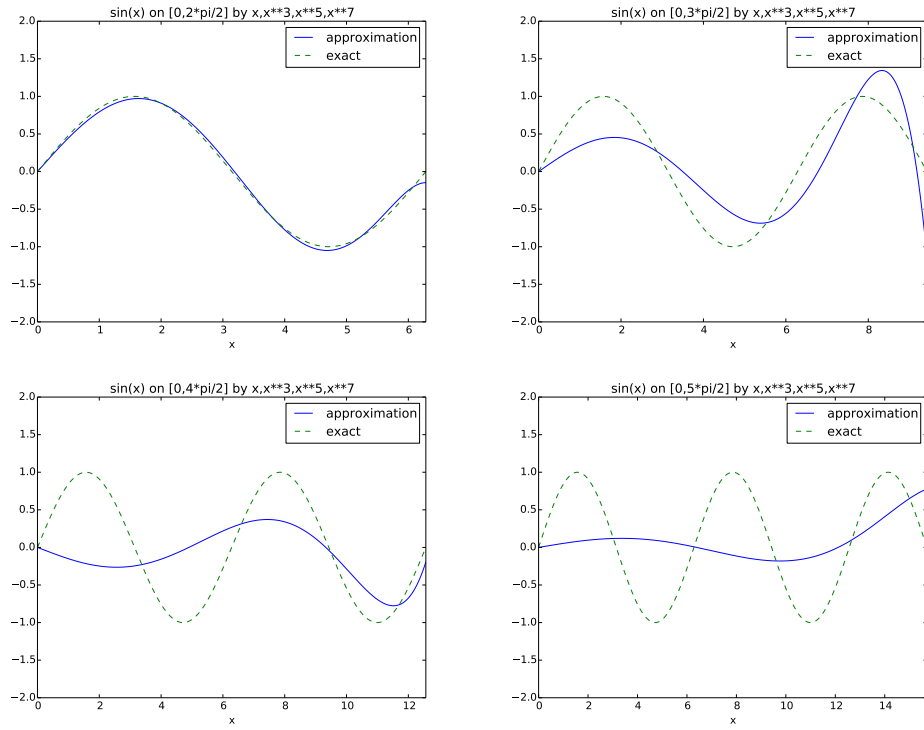 sin(x) on [0,2*pi/2] by x,x**3,x**5,x**7
2.0
1.5
1.0
0.5
0.0
−0.5
−1.0
−1.5
−2.0
approximation
exact
0 1 2 3 4 5 6
x
sin(x) on [0,3*pi/2] by x,x**3,x**5,x**7
2.0
1.5
1.0
0.5
0.0
−0.5
−1.0
−1.5
−2.0
approximation
exact
0 2 4 6 8
x
sin(x) on [0,4*pi/2] by x,x**3,x**5,x**7
2.0
1.5
1.0
0.5
0.0
−0.5
−1.0
−1.5
−2.0
approximation
exact
0 2 4 6 8 10 12
x
sin(x) on [0,5*pi/2] by x,x**3,x**5,x**7
2.0
1.5
1.0
0.5
0.0
−0.5
−1.0
−1.5
−2.0
approximation
exact
0 2 4 6 8 10 12 14
x